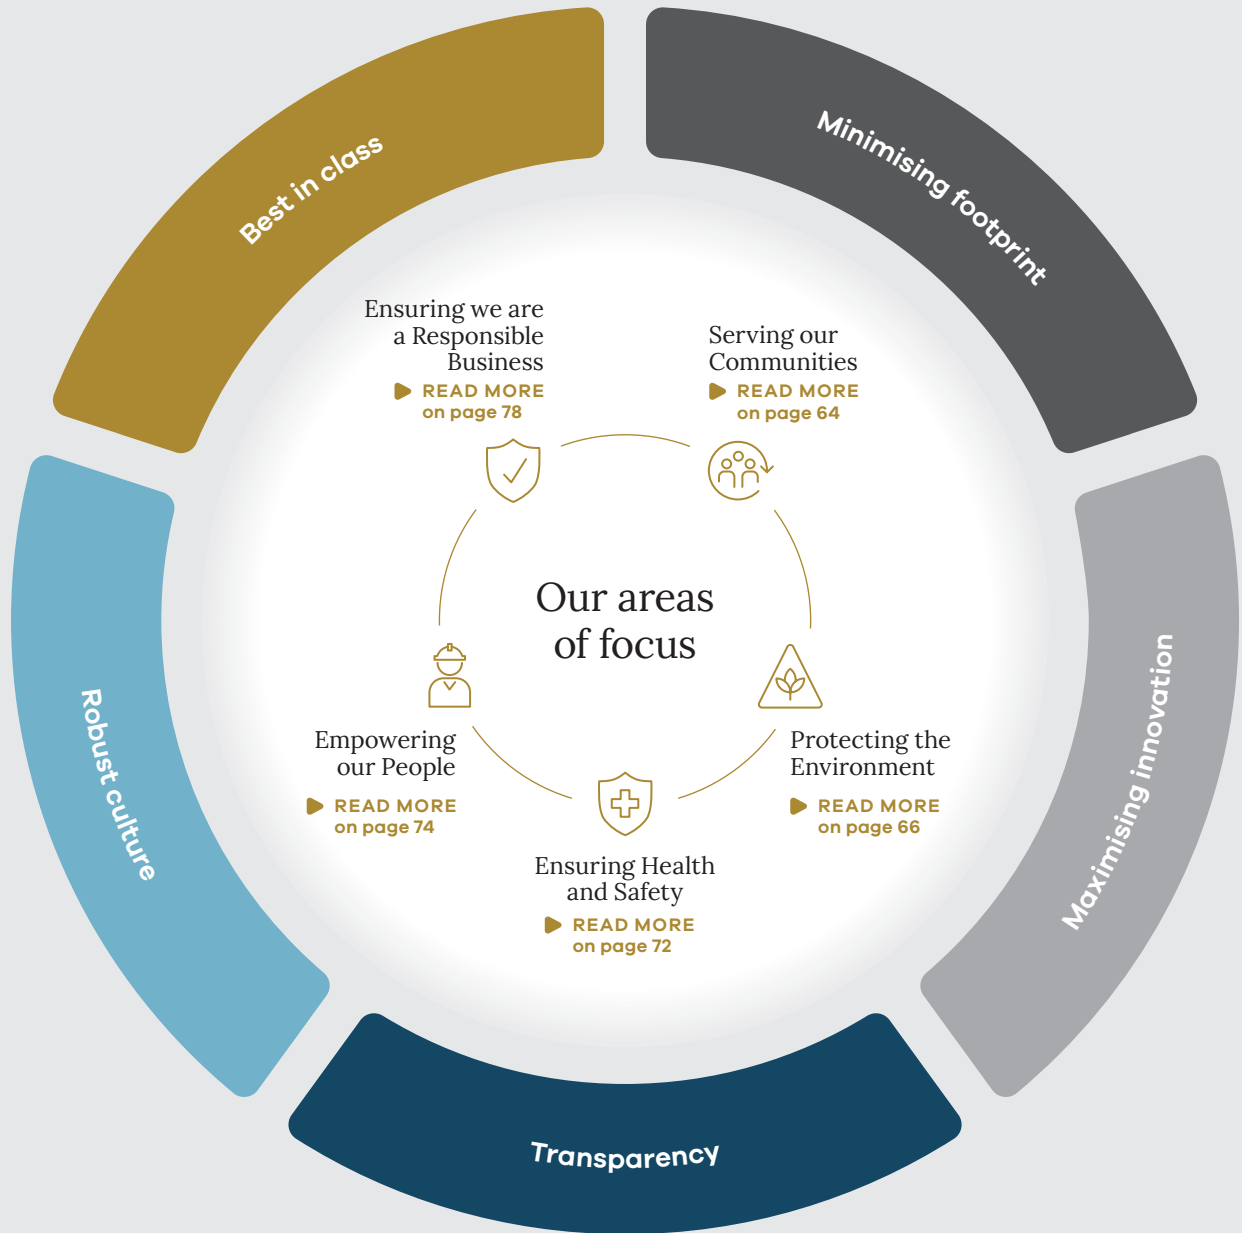 Best in class
Minimising footprint
Ensuring we are
a Responsible
Business
READ MORE
on page 78
Serving our
Communities
READ MORE
on page 64
Our areas
of focus
Empowering
our People
READ MORE
on page 74
Protecting the
Environment
READ MORE
on page 66
Ensuring Health
and Safety
READ MORE
on page 72
Robust culture
Maximising innovation
Transparency